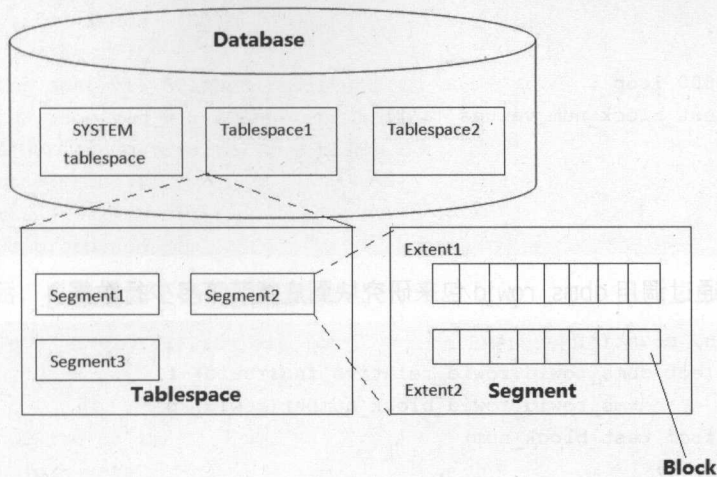 Database
SYSTEM
tablespace
Tablespace1
Tablespace2
Segment1
Segment2
Segment3
Tablespace
Extent1
Extent2
Segment
Block